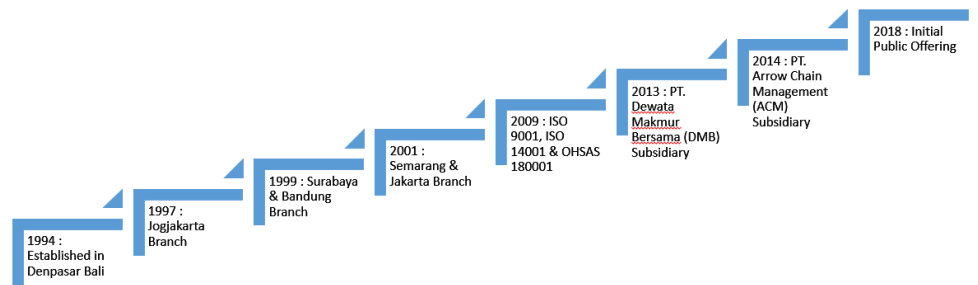 1994 :
Established in
Denpasar Bali
1997 :
Jogjakarta
Branch
1999 : Surabaya
& Bandung
Branch
2001 :
Semarang &
Jakarta Branch
2009 : ISO
9001, ISO
14001 & OHSAS
180001
2013 : PT.
Dewata
Makmur
Bersama (DMB)
Subsidiary
2014 : PT.
Arrow Chain
Management
(ACM)
Subsidiary
2018 : Initial
Public Offering